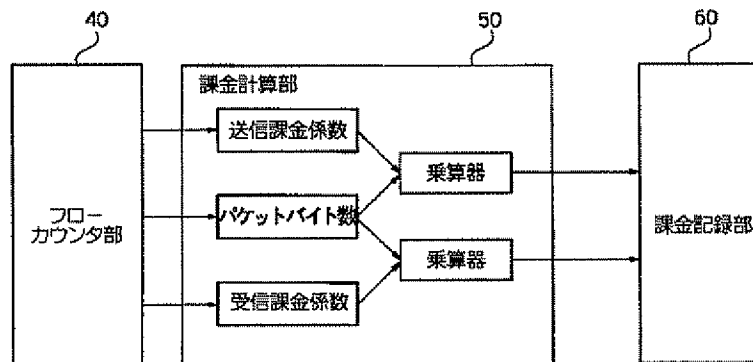 40
50
60
課金計算部
送信課金係数
乗算器
フロー
カウンタ部
パケットバイト数
課金記録部
乗算器
受信課金係数